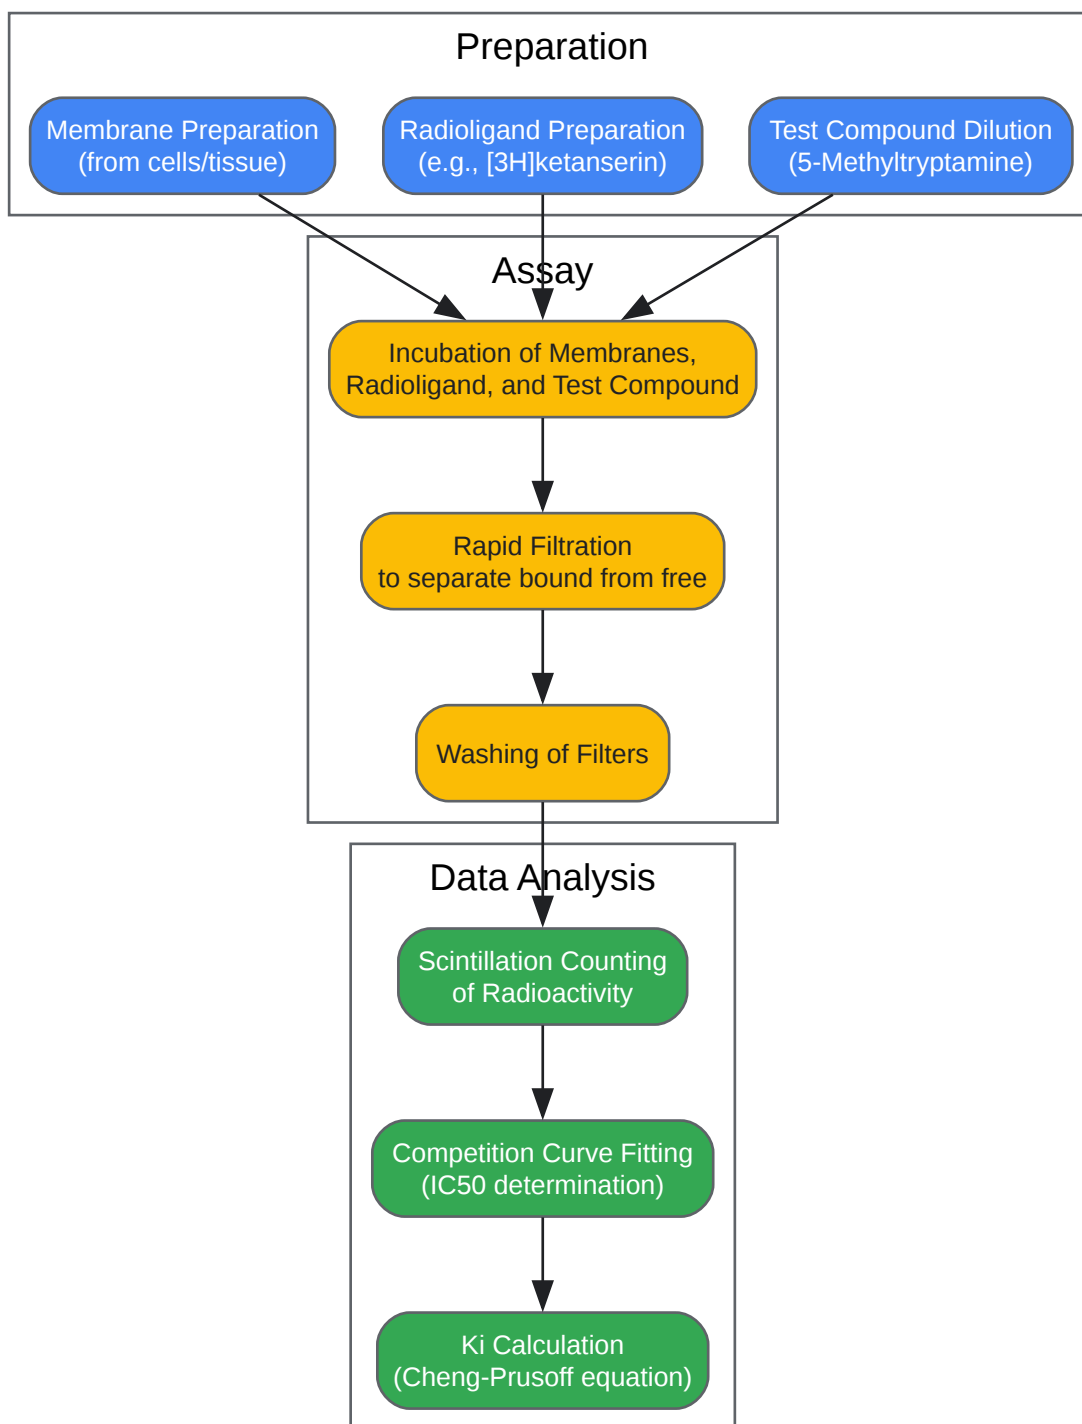 Preparation
Membrane Preparation
(from cells/tissue)
Radioligand Preparation
(e.g., [3H]ketanserin)
Test Compound Dilution
(5-Methyltryptamine)
Assay
Incubation of Membranes,
Radioligand, and Test Compound
Rapid Filtration
to separate bound from free
Washing of Filters
Data Analysis
Scintillation Counting
of Radioactivity
Competition Curve Fitting
(IC50 determination)
Ki Calculation
(Cheng-Prusoff equation)